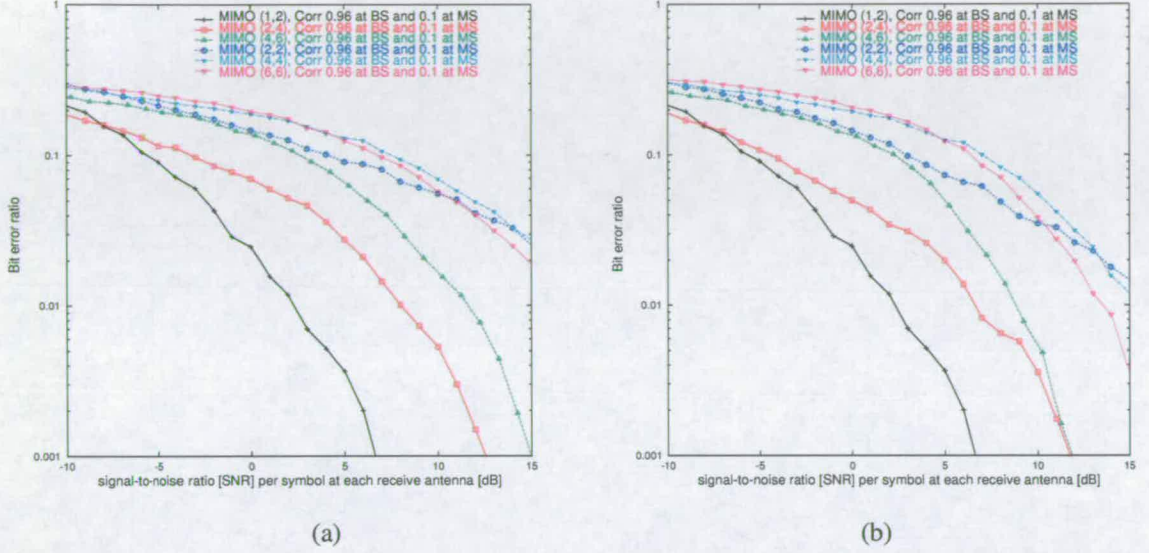 MIMO (1,2), Corr 0.96 at BS and 0.1 at MS
MIMO (2,4), Corr 0.96 at BS and 0.1 at MS
MIMO (4,6), Corr 0.96 at BS and 0.1 at MS
MIMO (2,2), Corr 0.96 at BS and 0.1 at MS
MIMO (4,4), Corr 0.96 at BS and 0.1 at MS
MIMO (6,6), Corr 0.96 at BS and 0.1 at MS
1
0.1
0.01
0.001
Bit error ratio
-10 -5 0 5 10 15
signal-to-noise ratio [SNR] per symbol at each receive antenna [dB]
(a)
MIMO (1,2), Corr 0.96 at BS and 0.1 at MS
MIMO (2,4), Corr 0.96 at BS and 0.1 at MS
MIMO (4,6), Corr 0.96 at BS and 0.1 at MS
MIMO (2,2), Corr 0.96 at BS and 0.1 at MS
MIMO (4,4), Corr 0.96 at BS and 0.1 at MS
MIMO (6,6), Corr 0.96 at BS and 0.1 at MS
1
0.1
0.01
0.001
Bit error ratio
-10 -5 0 5 10 15
signal-to-noise ratio [SNR] per symbol at each receive antenna [dB]
(b)